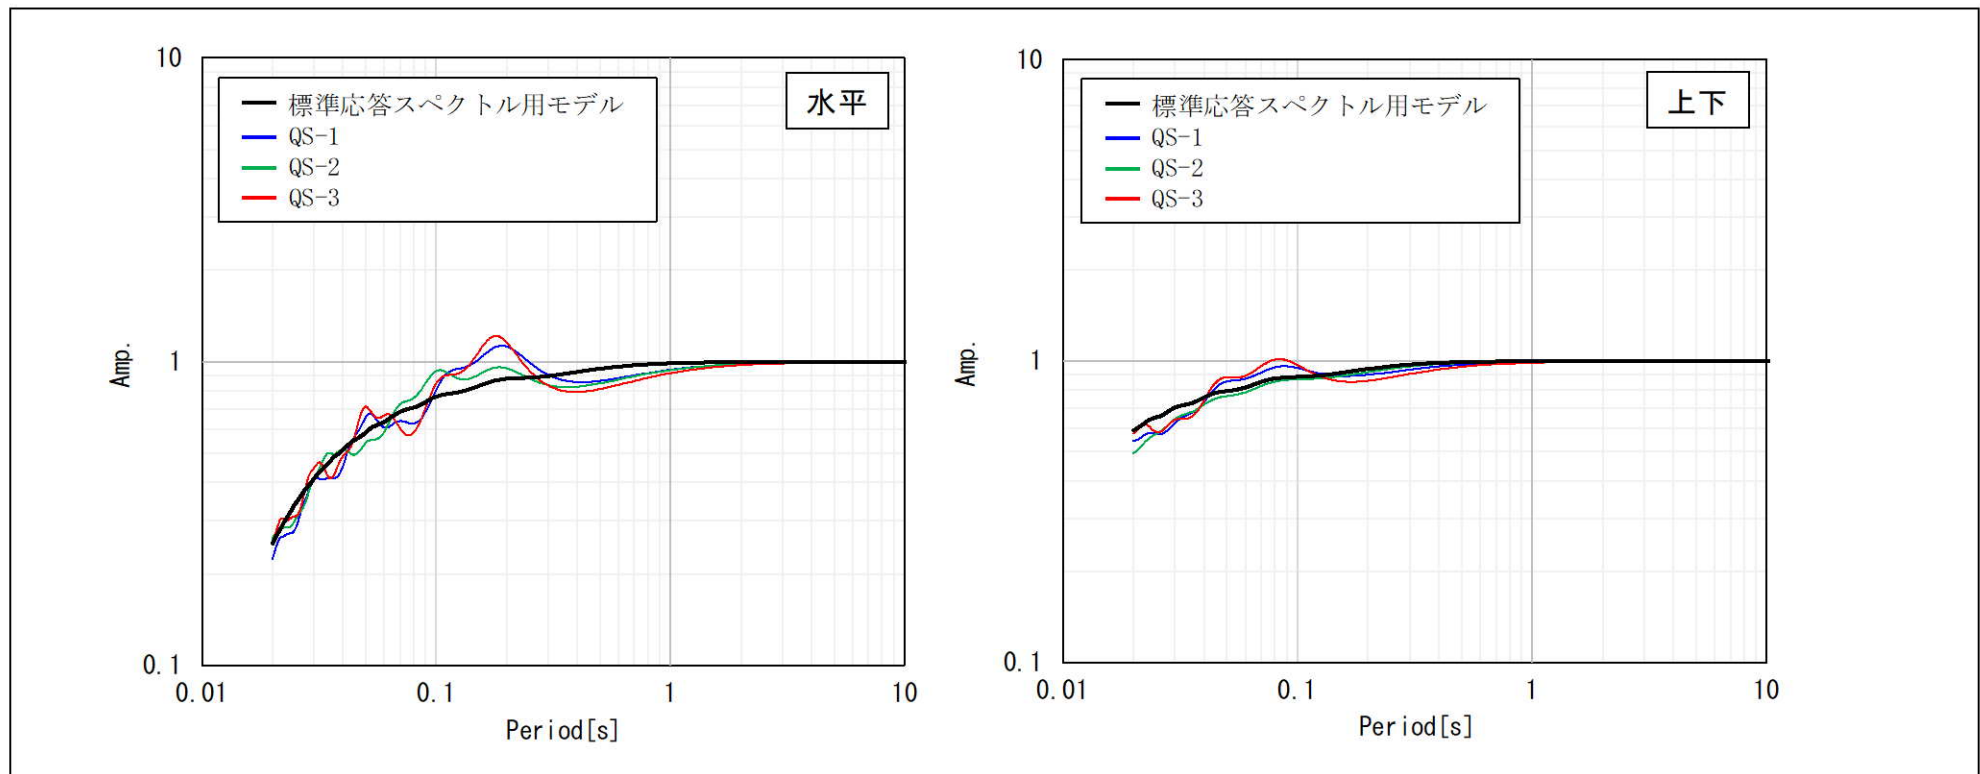 10
標準応答スペクトル用モデル
QS-1
QS-2
QS-3
水平
1
Amp.
0.1
0.01
0.1
1
10
Period[s]
10
標準応答スペクトル用モデル
QS-1
QS-2
QS-3
上下
1
Amp.
0.1
0.01
0.1
1
10
Period[s]